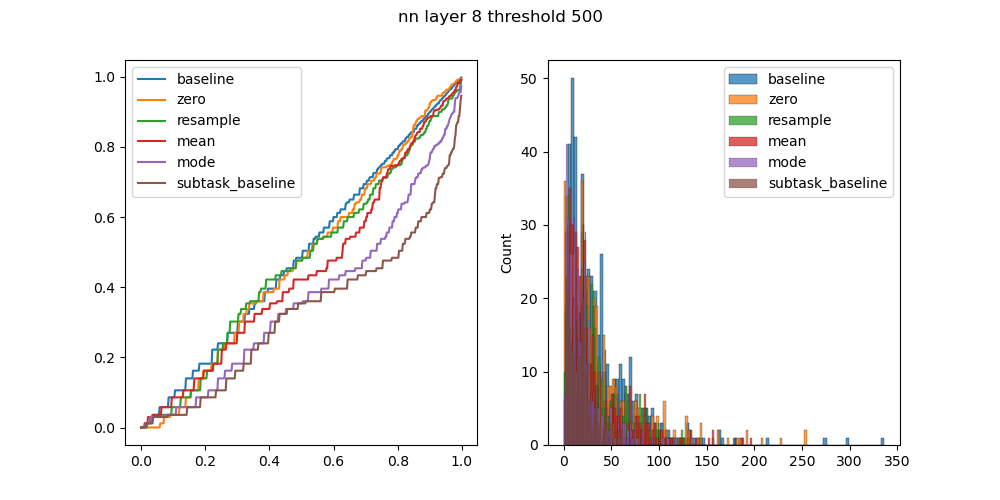 nn layer 8 threshold 500
baseline
zero
resample
mean
mode
subtask_baseline
1.0
0.8
0.6
0.4
0.2
0.0
0.0 0.2 0.4 0.6 0.8 1.0
baseline
zero
resample
mean
mode
subtask_baseline
Count
50
40
30
20
10
0
0 50 100 150 200 250 300 350